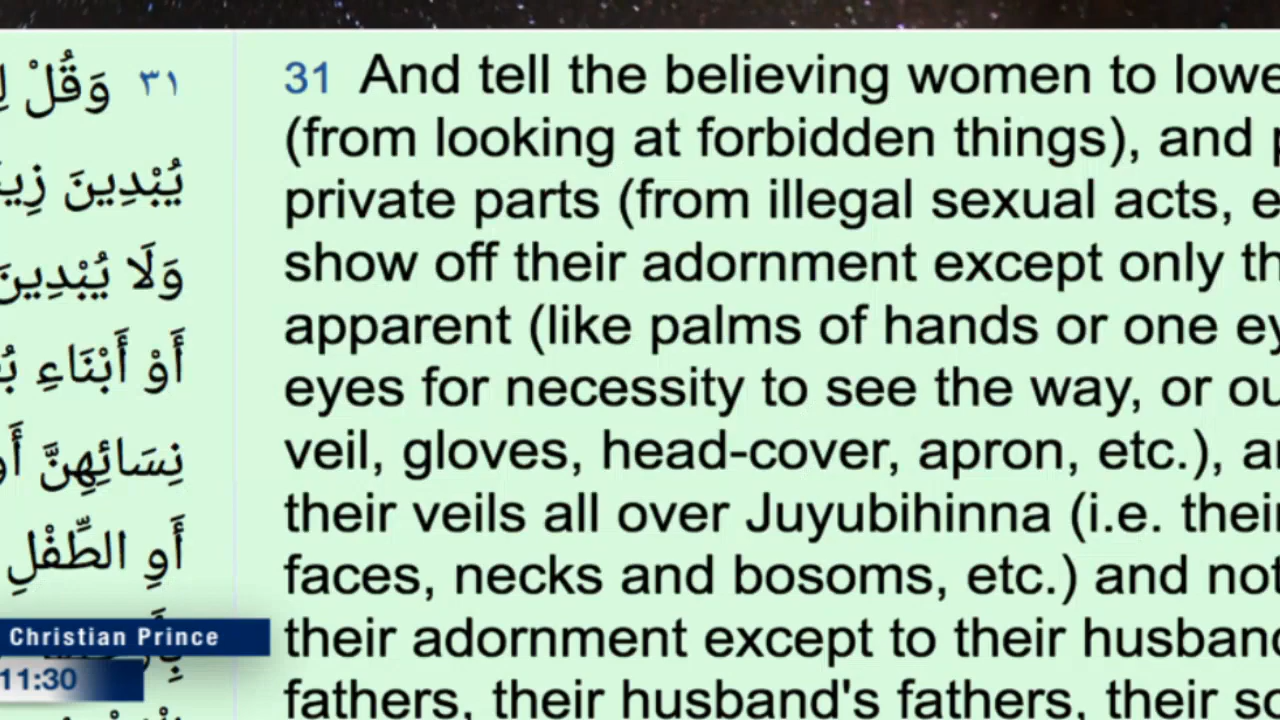 ٣١ وَقُلْ
يُبْدِينَ
وَلَا يُبْدِينَ
أَوْ أَبْنَاءِ
نِسَائِهِنَّ
أَوِ الطِّفْلِ
31 And tell the believing women to lowe
(from looking at forbidden things), and p
private parts (from illegal sexual acts, e
show off their adornment except only th
apparent (like palms of hands or one ey
eyes for necessity to see the way, or ou
veil, gloves, head-cover, apron, etc.), a
their veils all over Juyubihinna (i.e. their
faces, necks and bosoms, etc.) and not
their adornment except to their husband
fathers, their husband's fathers, their so
Christian Prince
11:30